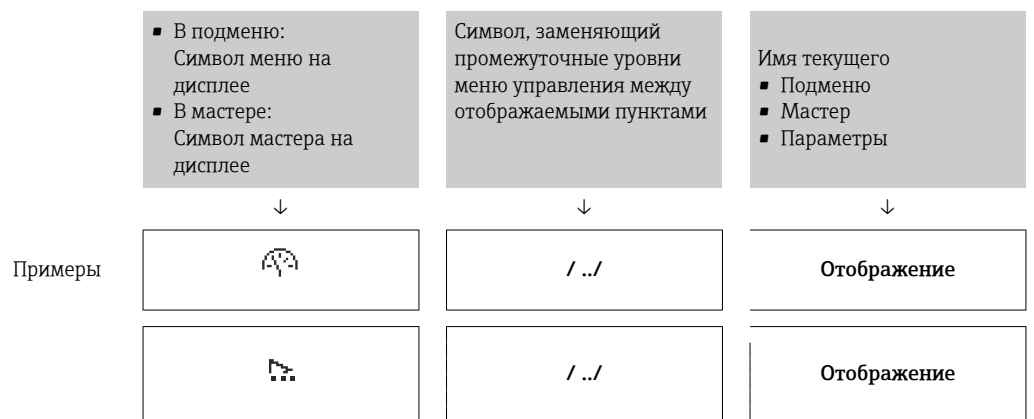 ▪ В подменю:
Символ меню на
дисплее
▪ В мастере:
Символ мастера на
дисплее
Символ, заменяющий
промежуточные уровни
меню управления между
отображаемыми пунктами
Имя текущего
▪ Подменю
▪ Мастер
▪ Параметры
↓ ↓ ↓
Примеры / ../ Отображение
/ ../ Отображение